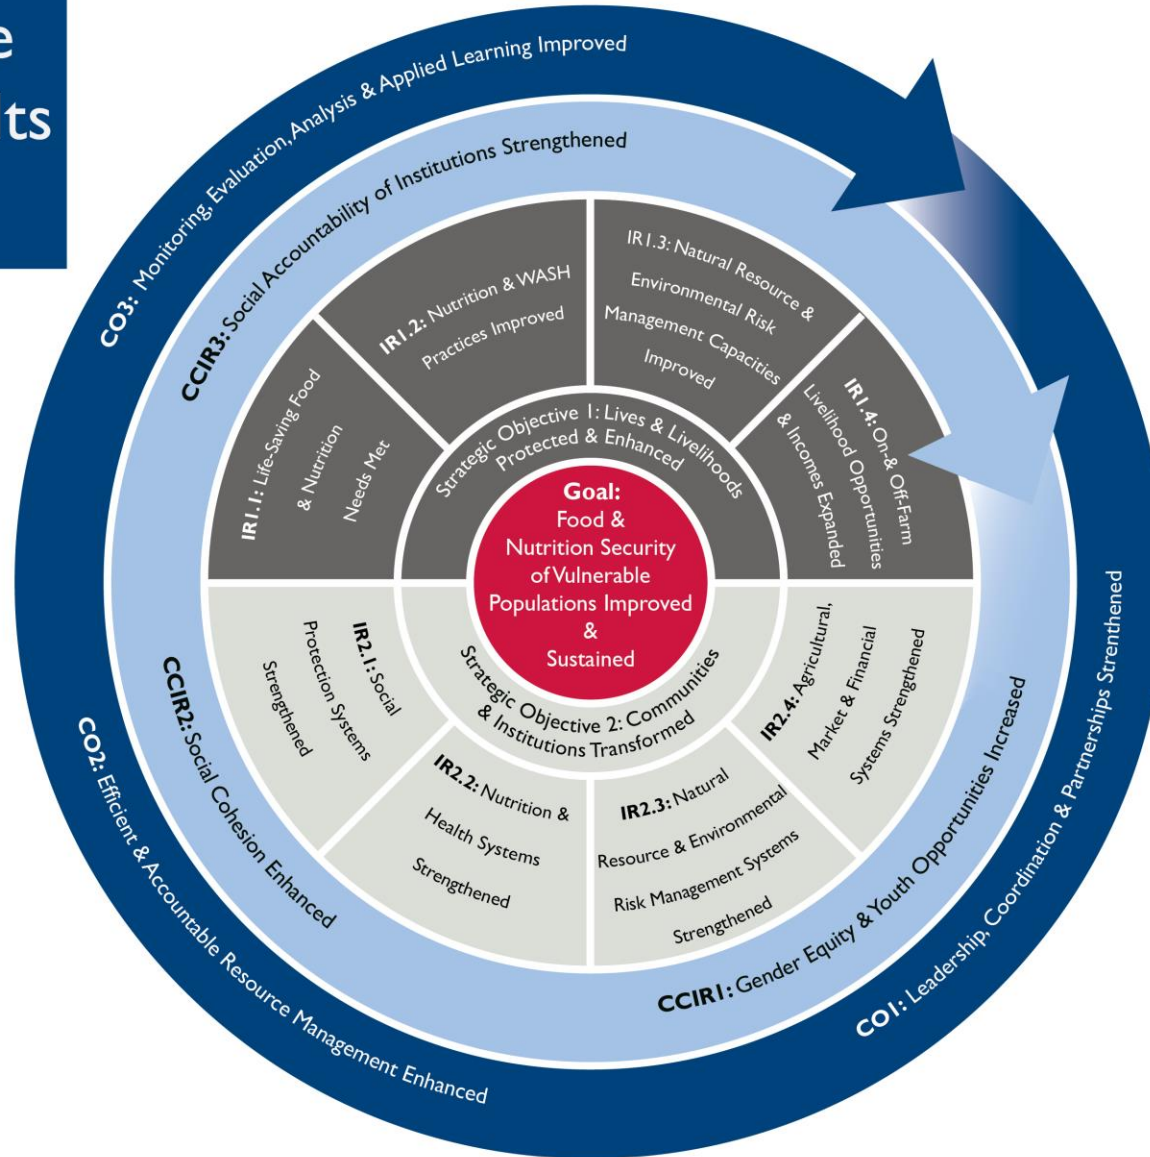 CO3: Monitoring, Evaluation, Analysis & Applied Learning Improved
CCIR3: Social Accountability of Institutions Strengthened
IR1.1: Life-Saving Food
& Nutrition
Needs Met
IR1.2: Nutrition & WASH
Practices Improved
IR1.3: Natural Resource &
Environmental Risk
Management Capacities
Improved
IR1.4: On-& Off-Farm
Livelihood Opportunities
& Incomes Expanded
Strategic Objective 1: Lives & Livelihoods
Protected & Enhanced
Goal:
Food &
Nutrition Security
of Vulnerable
Populations Improved
&
Sustained
Strategic Objective 2: Communities
& Institutions Transformed
IR2.1: Social
Protection Systems
Strengthened
IR2.2: Nutrition &
Health Systems
Strengthened
IR2.3: Natural
Resource & Environmental
Risk Management Systems
Strengthened
IR2.4: Agricultural,
Market & Financial
Systems Strengthened
CCIR2: Social Cohesion Enhanced
CCIR1: Gender Equity & Youth Opportunities Increased
CO2: Efficient & Accountable Resource Management Enhanced
CO1: Leadership, Coordination & Partnerships Strenthened